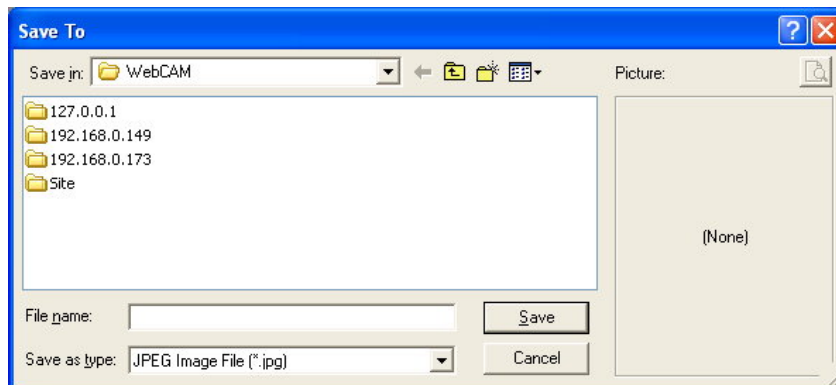 Save To
Save in: WebCAM
Picture:
127.0.0.1
192.168.0.149
192.168.0.173
Site
(None)
File name:
Save
Save as type: JPEG Image File (*.jpg)
Cancel